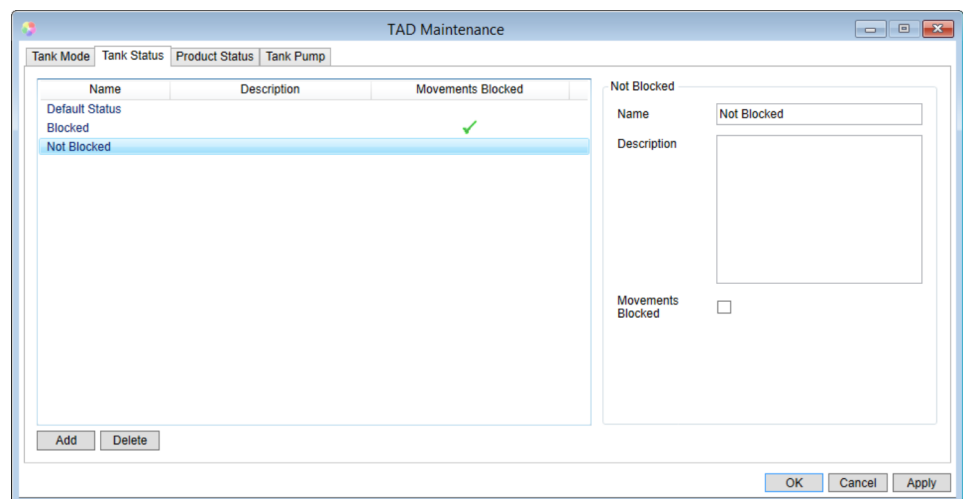 TAD Maintenance
Tank Mode Tank Status Product Status Tank Pump
Name Description Movements Blocked
Default Status
Blocked
Not Blocked
Not Blocked
Name Not Blocked
Description
Movements
Blocked
Add Delete
OK Cancel Apply